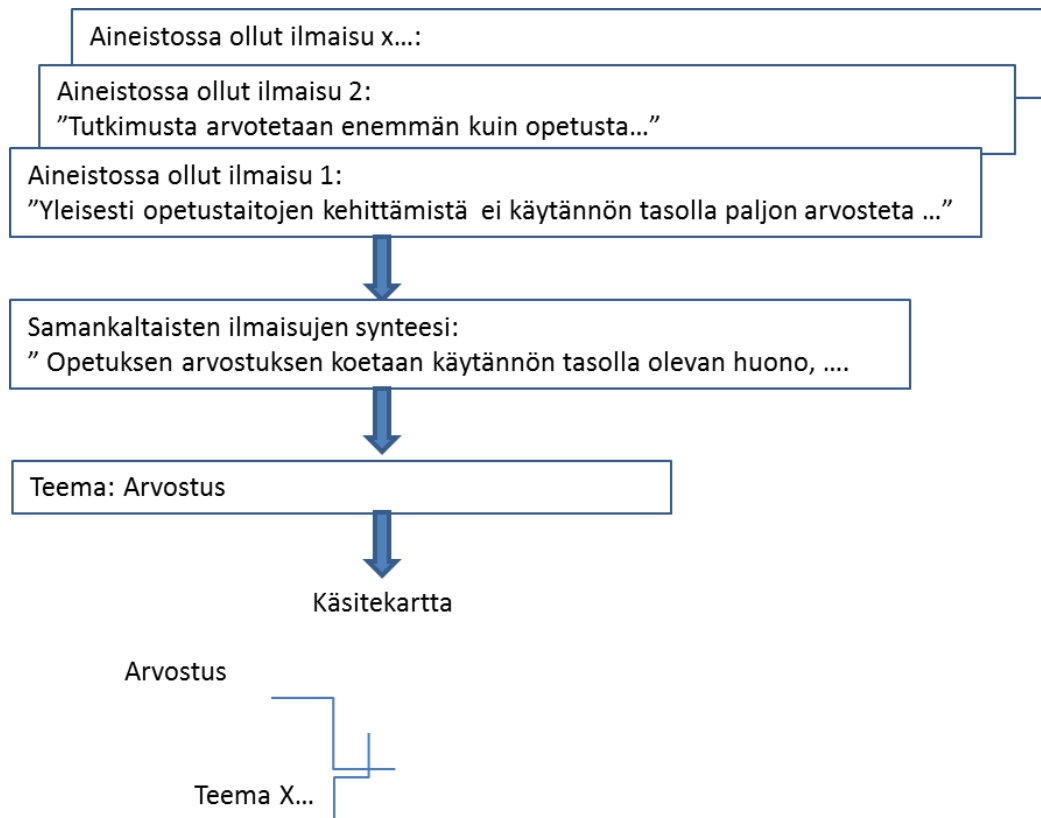 Aineistossa ollut ilmaisu x…:
Aineistossa ollut ilmaisu 2:
”Tutkimusta arvotetaan enemmän kuin opetusta…”
Aineistossa ollut ilmaisu 1:
”Yleisesti opetustaitojen kehittämistä ei käytännön tasolla paljon arvosteta …”
Samankaltaisten ilmaisujen synteesi:
” Opetuksen arvostuksen koetaan käytännön tasolla olevan huono, ….
Teema: Arvostus
Käsitekartta
Arvostus
Teema X…